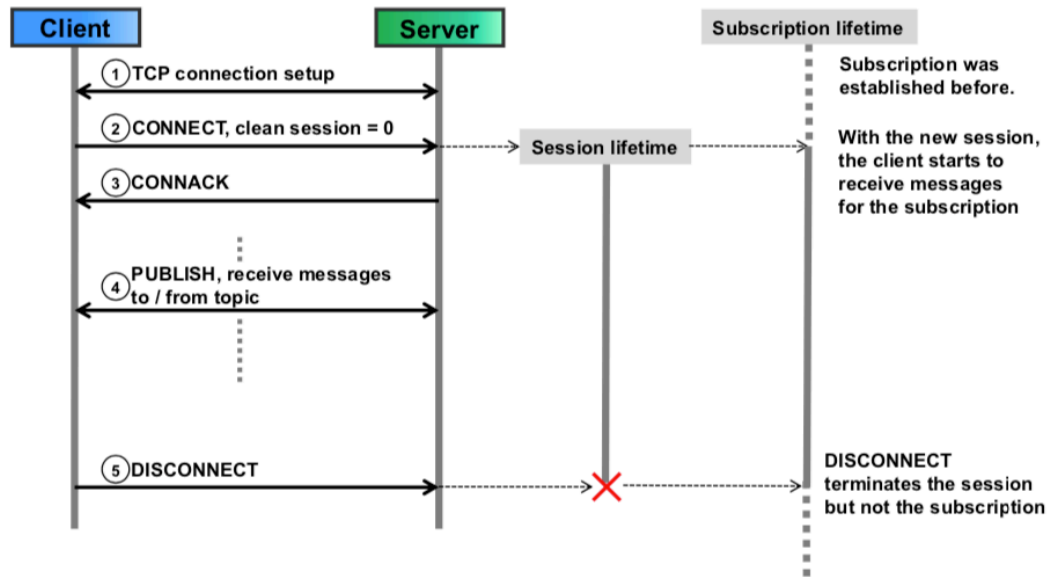 Client
Server
Subscription lifetime
1 TCP connection setup
Subscription was
established before.
2 CONNECT, clean session = 0
Session lifetime
With the new session,
the client starts to
receive messages
for the subscription
3 CONNACK
4 PUBLISH, receive messages
to / from topic
5 DISCONNECT
DISCONNECT
terminates the session
but not the subscription